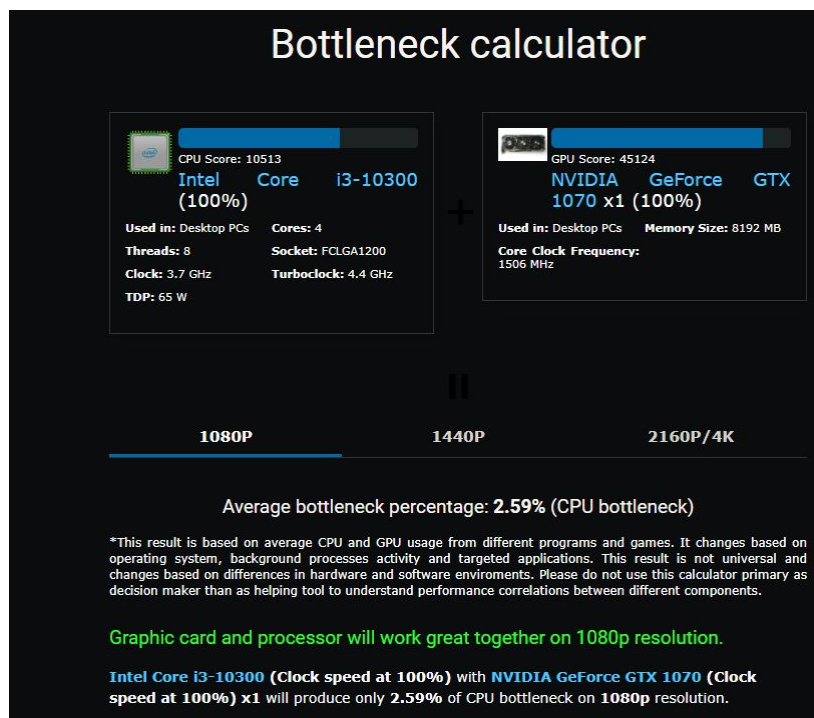 Bottleneck calculator
CPU Score: 10513
Intel Core i3-10300
(100%)
Used in: Desktop PCs Cores: 4
Threads: 8 Socket: FCLGA1200
Clock: 3.7 GHz Turboclock: 4.4 GHz
TDP: 65 W
+
GPU Score: 45124
NVIDIA GeForce GTX
1070 x1 (100%)
Used in: Desktop PCs Memory Size: 8192 MB
Core Clock Frequency:
1506 MHz
=
1080P 1440P 2160P/4K
Average bottleneck percentage: 2.59% (CPU bottleneck)
*This result is based on average CPU and GPU usage from different programs and games. It changes based on
operating system, background processes activity and targeted applications. This result is not universal and
changes based on differences in hardware and software enviroments. Please do not use this calculator primary as
decision maker than as helping tool to understand performance correlations between different components.
Graphic card and processor will work great together on 1080p resolution.
Intel Core i3-10300 (Clock speed at 100%) with NVIDIA GeForce GTX 1070 (Clock
speed at 100%) x1 will produce only 2.59% of CPU bottleneck on 1080p resolution.